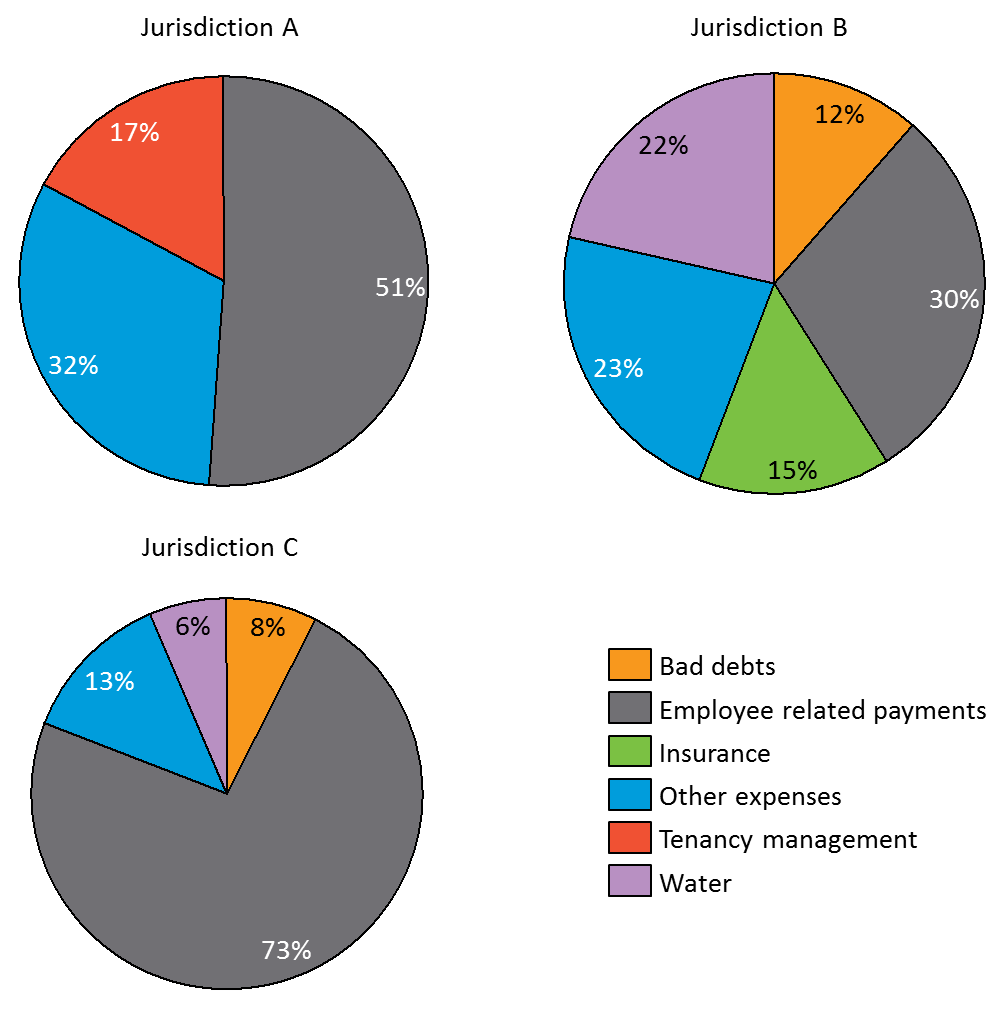 Jurisdiction A
17%
51%
32%
Jurisdiction B
12%
22%
30%
23%
15%
Jurisdiction C
6%
8%
13%
73%
Bad debts
Employee related payments
Insurance
Other expenses
Tenancy management
Water